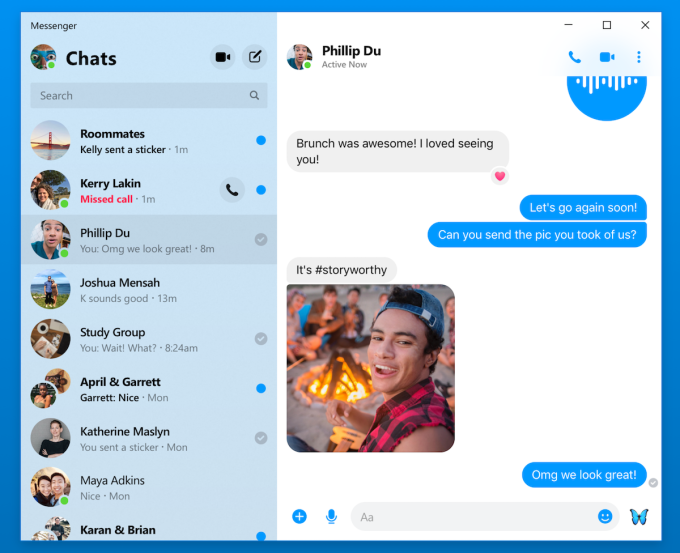 Messenger
Chats
Search
Roommates
Kelly sent a sticker · 1m
Kerry Lakin
Missed call · 1m
Phillip Du
You: Omg we look great! · 8m
Joshua Mensah
K sounds good · 13m
Study Group
You: Wait! What? · 8:24am
April & Garrett
Garrett: Nice · Mon
Katherine Maslyn
You sent a sticker · Mon
Maya Adkins
Nice · Mon
Karan & Brian
Phillip Du
Active Now
Brunch was awesome! I loved seeing
you!
Let's go again soon!
Can you send the pic you took of us?
It's #storyworthy
Omg we look great!
Aa